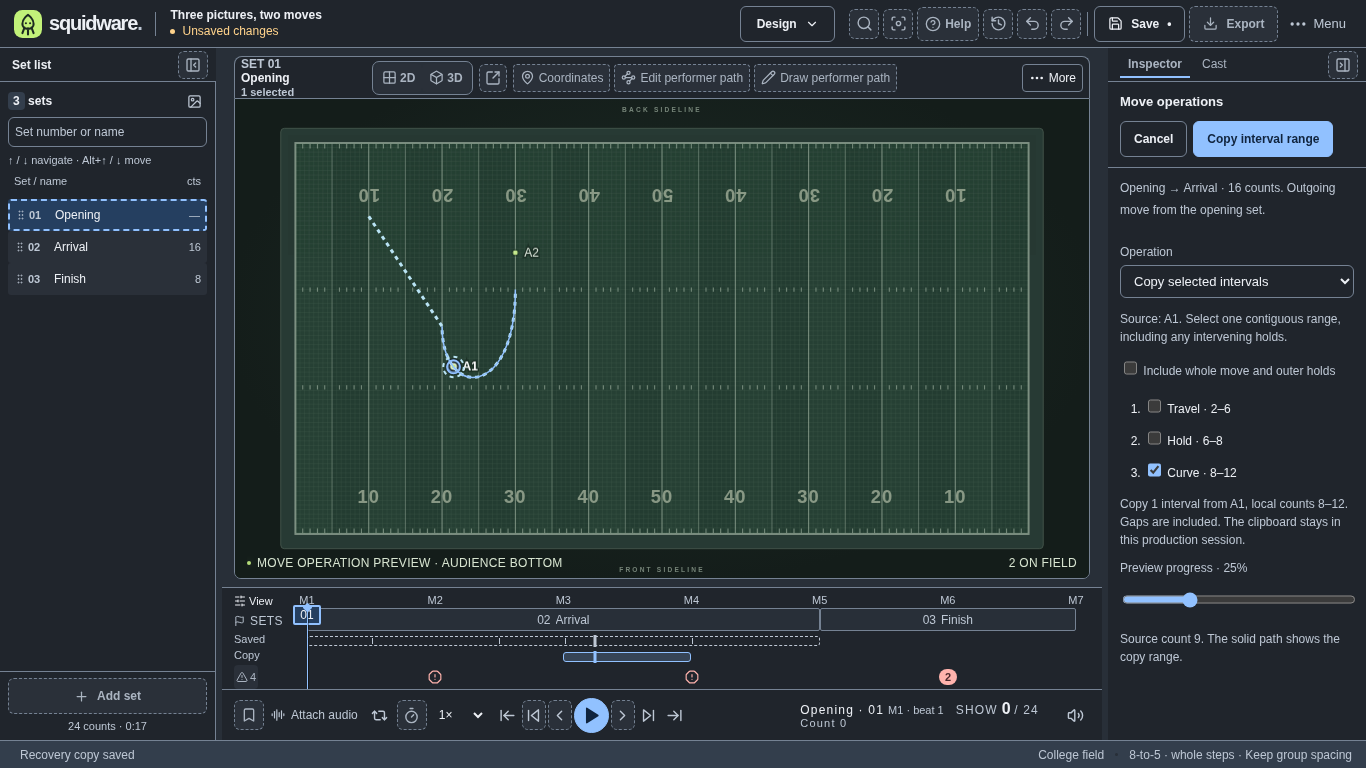 squidware.
Three pictures, two moves
Unsaved changes
Design
Help
Save
Export
Menu
Set list
3 sets
Set number or name
↑ / ↓ navigate · Alt+↑ / ↓ move
Set / name cts
01 Opening —
02 Arrival 16
03 Finish 8
Add set
24 counts · 0:17
SET 01
Opening
1 selected
2D
3D
Coordinates
Edit performer path
Draw performer path
More
BACK SIDELINE
10 20 30 40 50 40 30 20 10
A2
A1
10 20 30 40 50 40 30 20 10
MOVE OPERATION PREVIEW · AUDIENCE BOTTOM
FRONT SIDELINE
2 ON FIELD
View
M1 M2 M3 M4 M5 M6 M7
SETS
01
02 Arrival
03 Finish
Saved
Copy
4
2
Attach audio
1×
Opening · 01 M1 · beat 1
Count 0
SHOW 0 / 24
Inspector
Cast
Move operations
Cancel
Copy interval range
Opening → Arrival · 16 counts. Outgoing
move from the opening set.
Operation
Copy selected intervals
Source: A1. Select one contiguous range,
including any intervening holds.
Include whole move and outer holds
1. Travel · 2–6
2. Hold · 6–8
3. Curve · 8–12
Copy 1 interval from A1, local counts 8–12.
Gaps are included. The clipboard stays in
this production session.
Preview progress · 25%
Source count 9. The solid path shows the
copy range.
Recovery copy saved
College field · 8-to-5 · whole steps · Keep group spacing